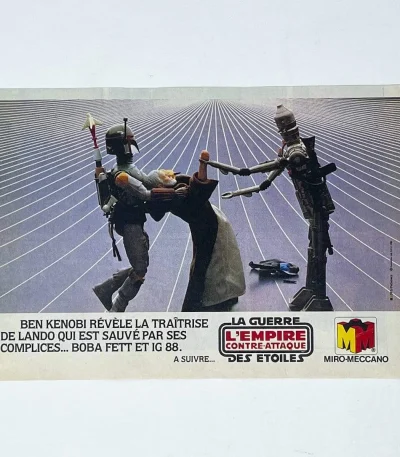 BEN KENOBI RÉVÈLE LA TRAÎTRISE
DE LANDO QUI EST SAUVÉ PAR SES
COMPLICES... BOBA FETT ET IG 88.
A SUIVRE...
LA GUERRE
L'EMPIRE
CONTRE-ATTAQUE
DES ETOILES
MM
MIRO-MECCANO